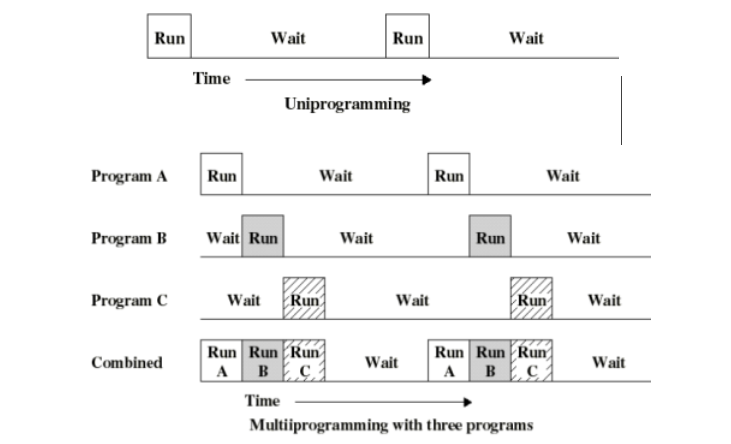 Run Wait Run Wait
Time
Uniprogramming
Program A Run Wait Run Wait
Program B Wait Run Wait Run Wait
Program C Wait Run Wait Run Wait
Combined Run A Run B Run C Wait Run A Run B Run C Wait
Time
Multiiprogramming with three programs